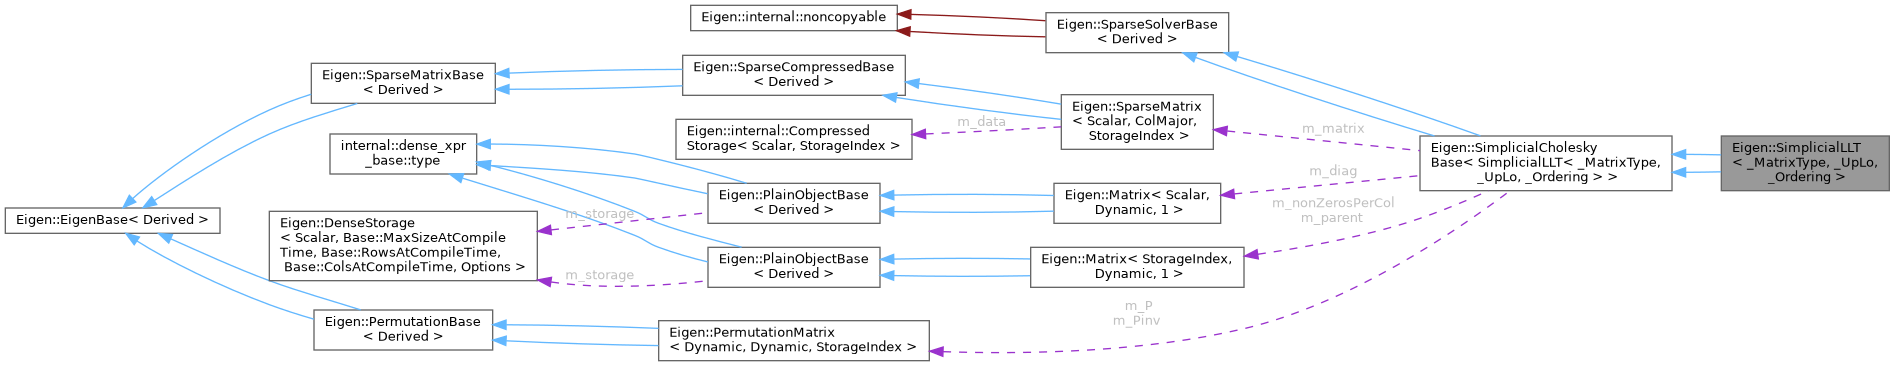 Eigen::internal::noncopyable
Eigen::SparseSolverBase
< Derived >
Eigen::SparseMatrixBase
< Derived >
Eigen::SparseCompressedBase
< Derived >
Eigen::SparseMatrix
< Scalar, ColMajor,
StorageIndex >
m_data
m_matrix
Eigen::internal::Compressed
Storage< Scalar, StorageIndex >
internal::dense_xpr
_base::type
Eigen::SimplicialCholesky
Base< SimplicialLLT< _MatrixType,
_UpLo, _Ordering > >
Eigen::SimplicialLLT
< _MatrixType, _UpLo,
_Ordering >
m_diag
Eigen::PlainObjectBase
< Derived >
Eigen::Matrix< Scalar,
Dynamic, 1 >
m_nonZerosPerCol
m_parent
Eigen::EigenBase< Derived >
m_storage
Eigen::DenseStorage
< Scalar, Base::MaxSizeAtCompile
Time, Base::RowsAtCompileTime,
Base::ColsAtCompileTime, Options >
m_storage
Eigen::PlainObjectBase
< Derived >
Eigen::Matrix< StorageIndex,
Dynamic, 1 >
m_P
m_Pinv
Eigen::PermutationBase
< Derived >
Eigen::PermutationMatrix
< Dynamic, Dynamic, StorageIndex >